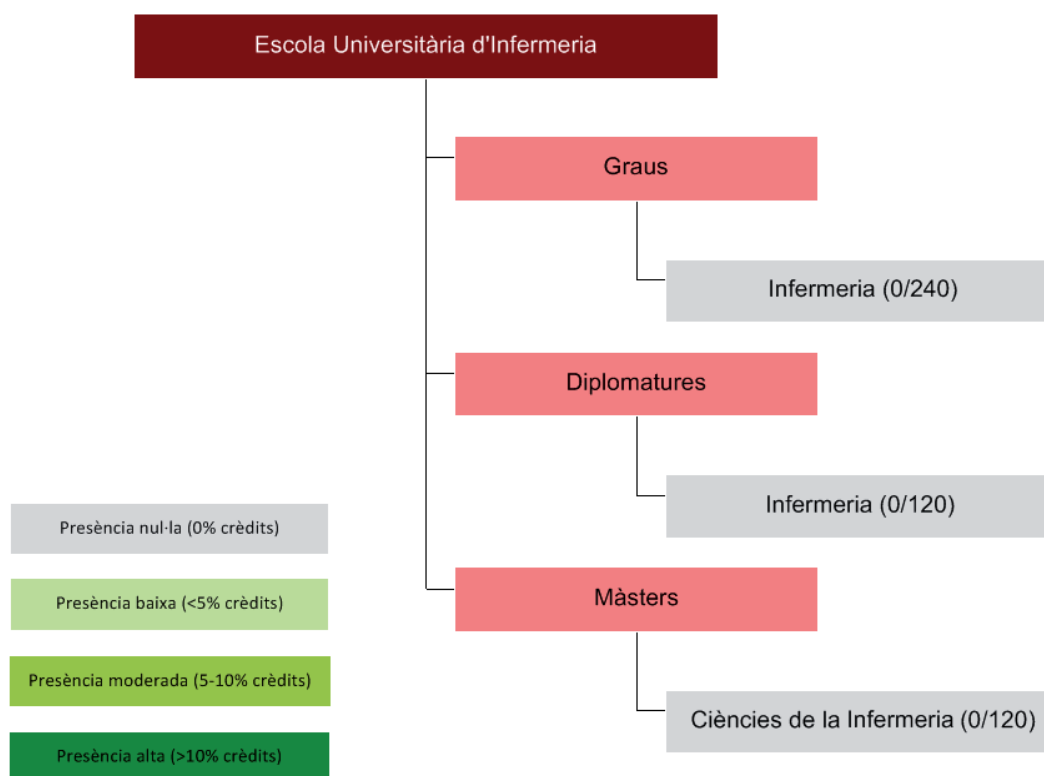 Escola Universitària d'Infermeria
Graus
Infermeria (0/240)
Diplomatures
Infermeria (0/120)
Màsters
Ciències de la Infermeria (0/120)
Presència nul·la (0% crèdits)
Presència baixa (<5% crèdits)
Presència moderada (5-10% crèdits)
Presència alta (>10% crèdits)